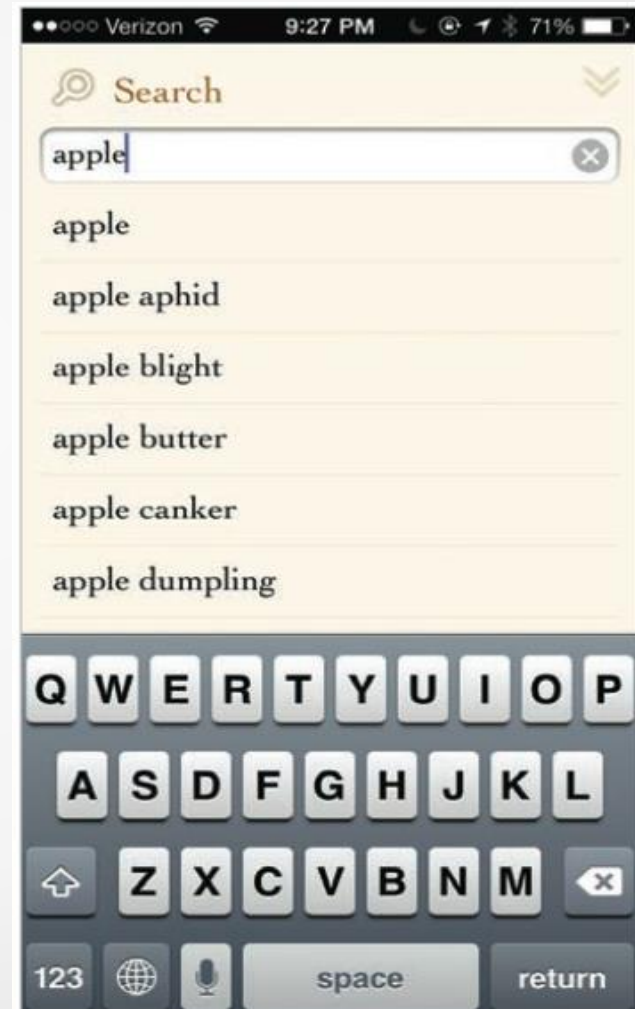 Verizon 9:27 PM 71%
Search
apple
apple
apple aphid
apple blight
apple butter
apple canker
apple dumpling
Q W E R T Y U I O P
A S D F G H J K L
Z X C V B N M
123 space return